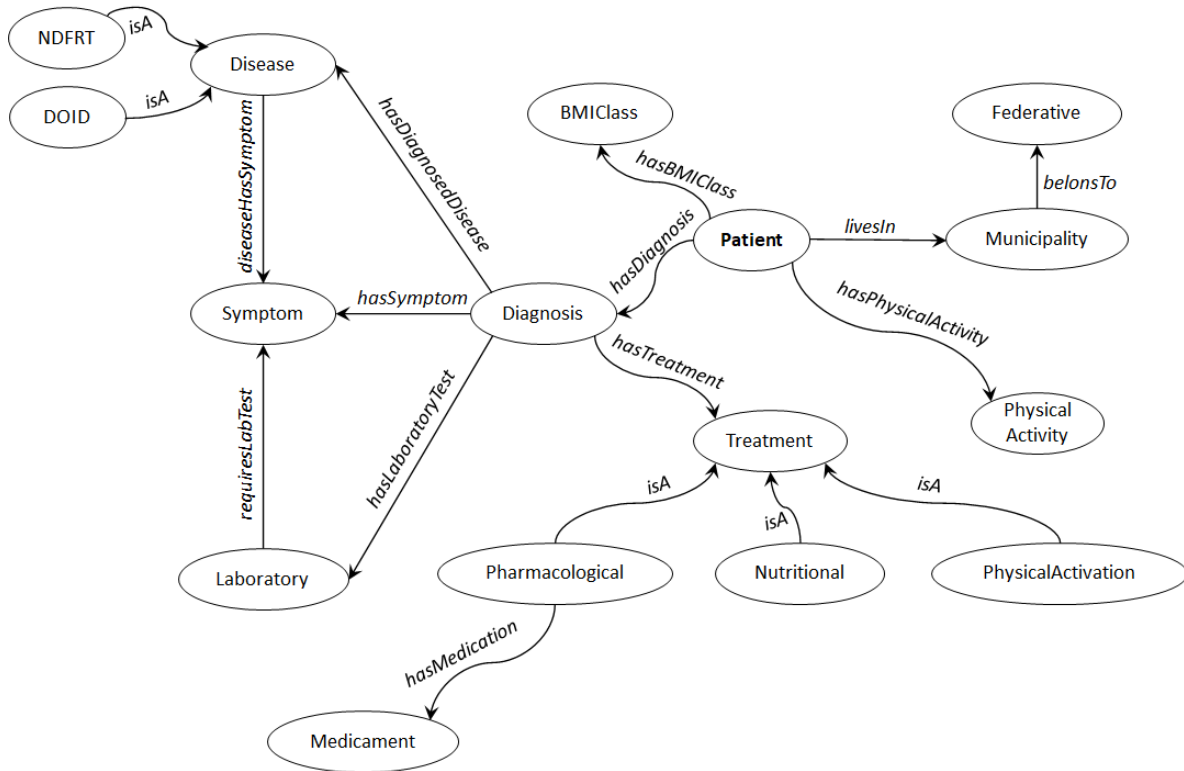 NDFRT
isA
Disease
DOID
isA
diseaseHasSymptom
hasDiagnosedDisease
BMIClass
Federative
hasBMIClass
belonsTo
Patient
livesIn
Municipality
hasDiagnosis
Symptom
hasSymptom
Diagnosis
hasPhysicalActivity
hasTreatment
Physical
Activity
requiresLabTest
hasLaboratoryTest
Treatment
isA
isA
isA
Laboratory
Pharmacological
Nutritional
PhysicalActivation
hasMedication
Medicament